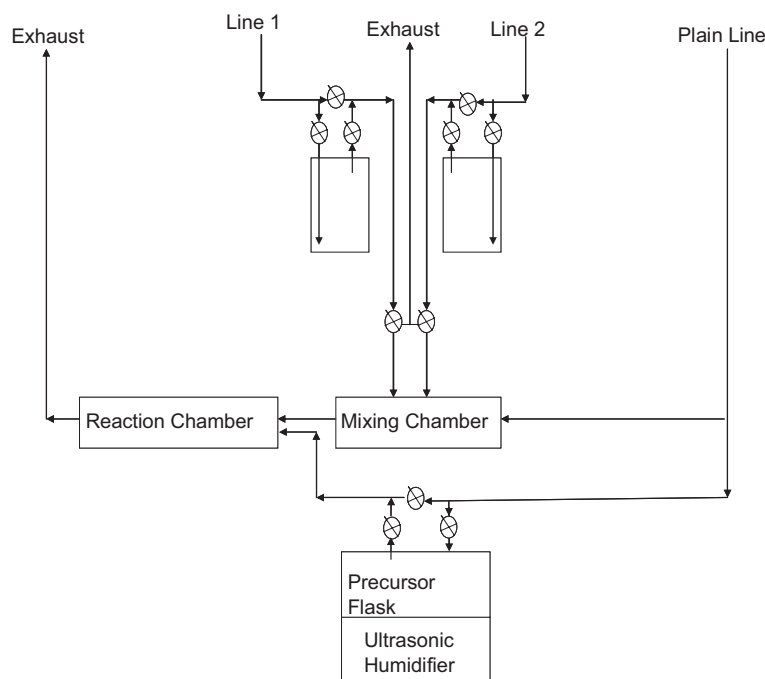 Exhaust
Line 1
Exhaust
Line 2
Plain Line
Reaction Chamber
Mixing Chamber
Precursor
Flask
Ultrasonic
Humidifier